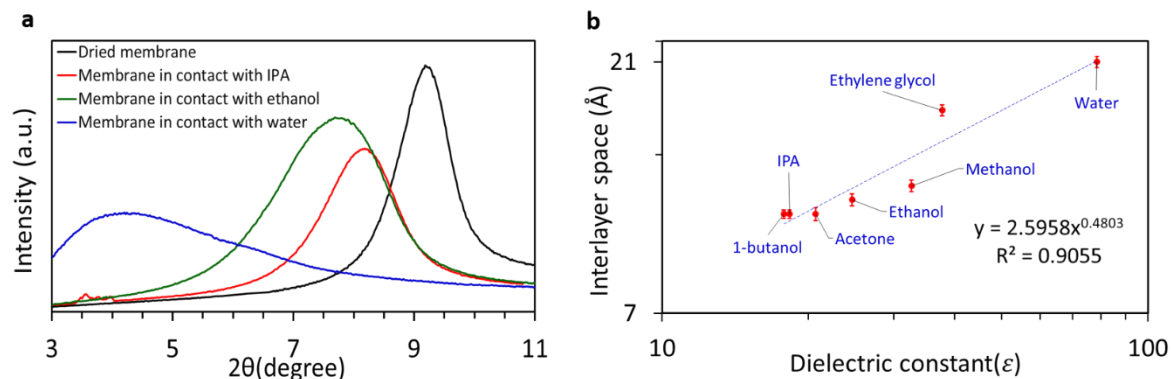 a
Dried membrane
Membrane in contact with IPA
Membrane in contact with ethanol
Membrane in contact with water
Intensity (a.u.)
3
5
7
9
11
2θ(degree)
b
21
Ethylene glycol
Water
IPA
Methanol
Ethanol
1-butanol
Acetone
y = 2.5958x^0.4803
R² = 0.9055
Interlayer space (Å)
7
10
100
Dielectric constant(ε)